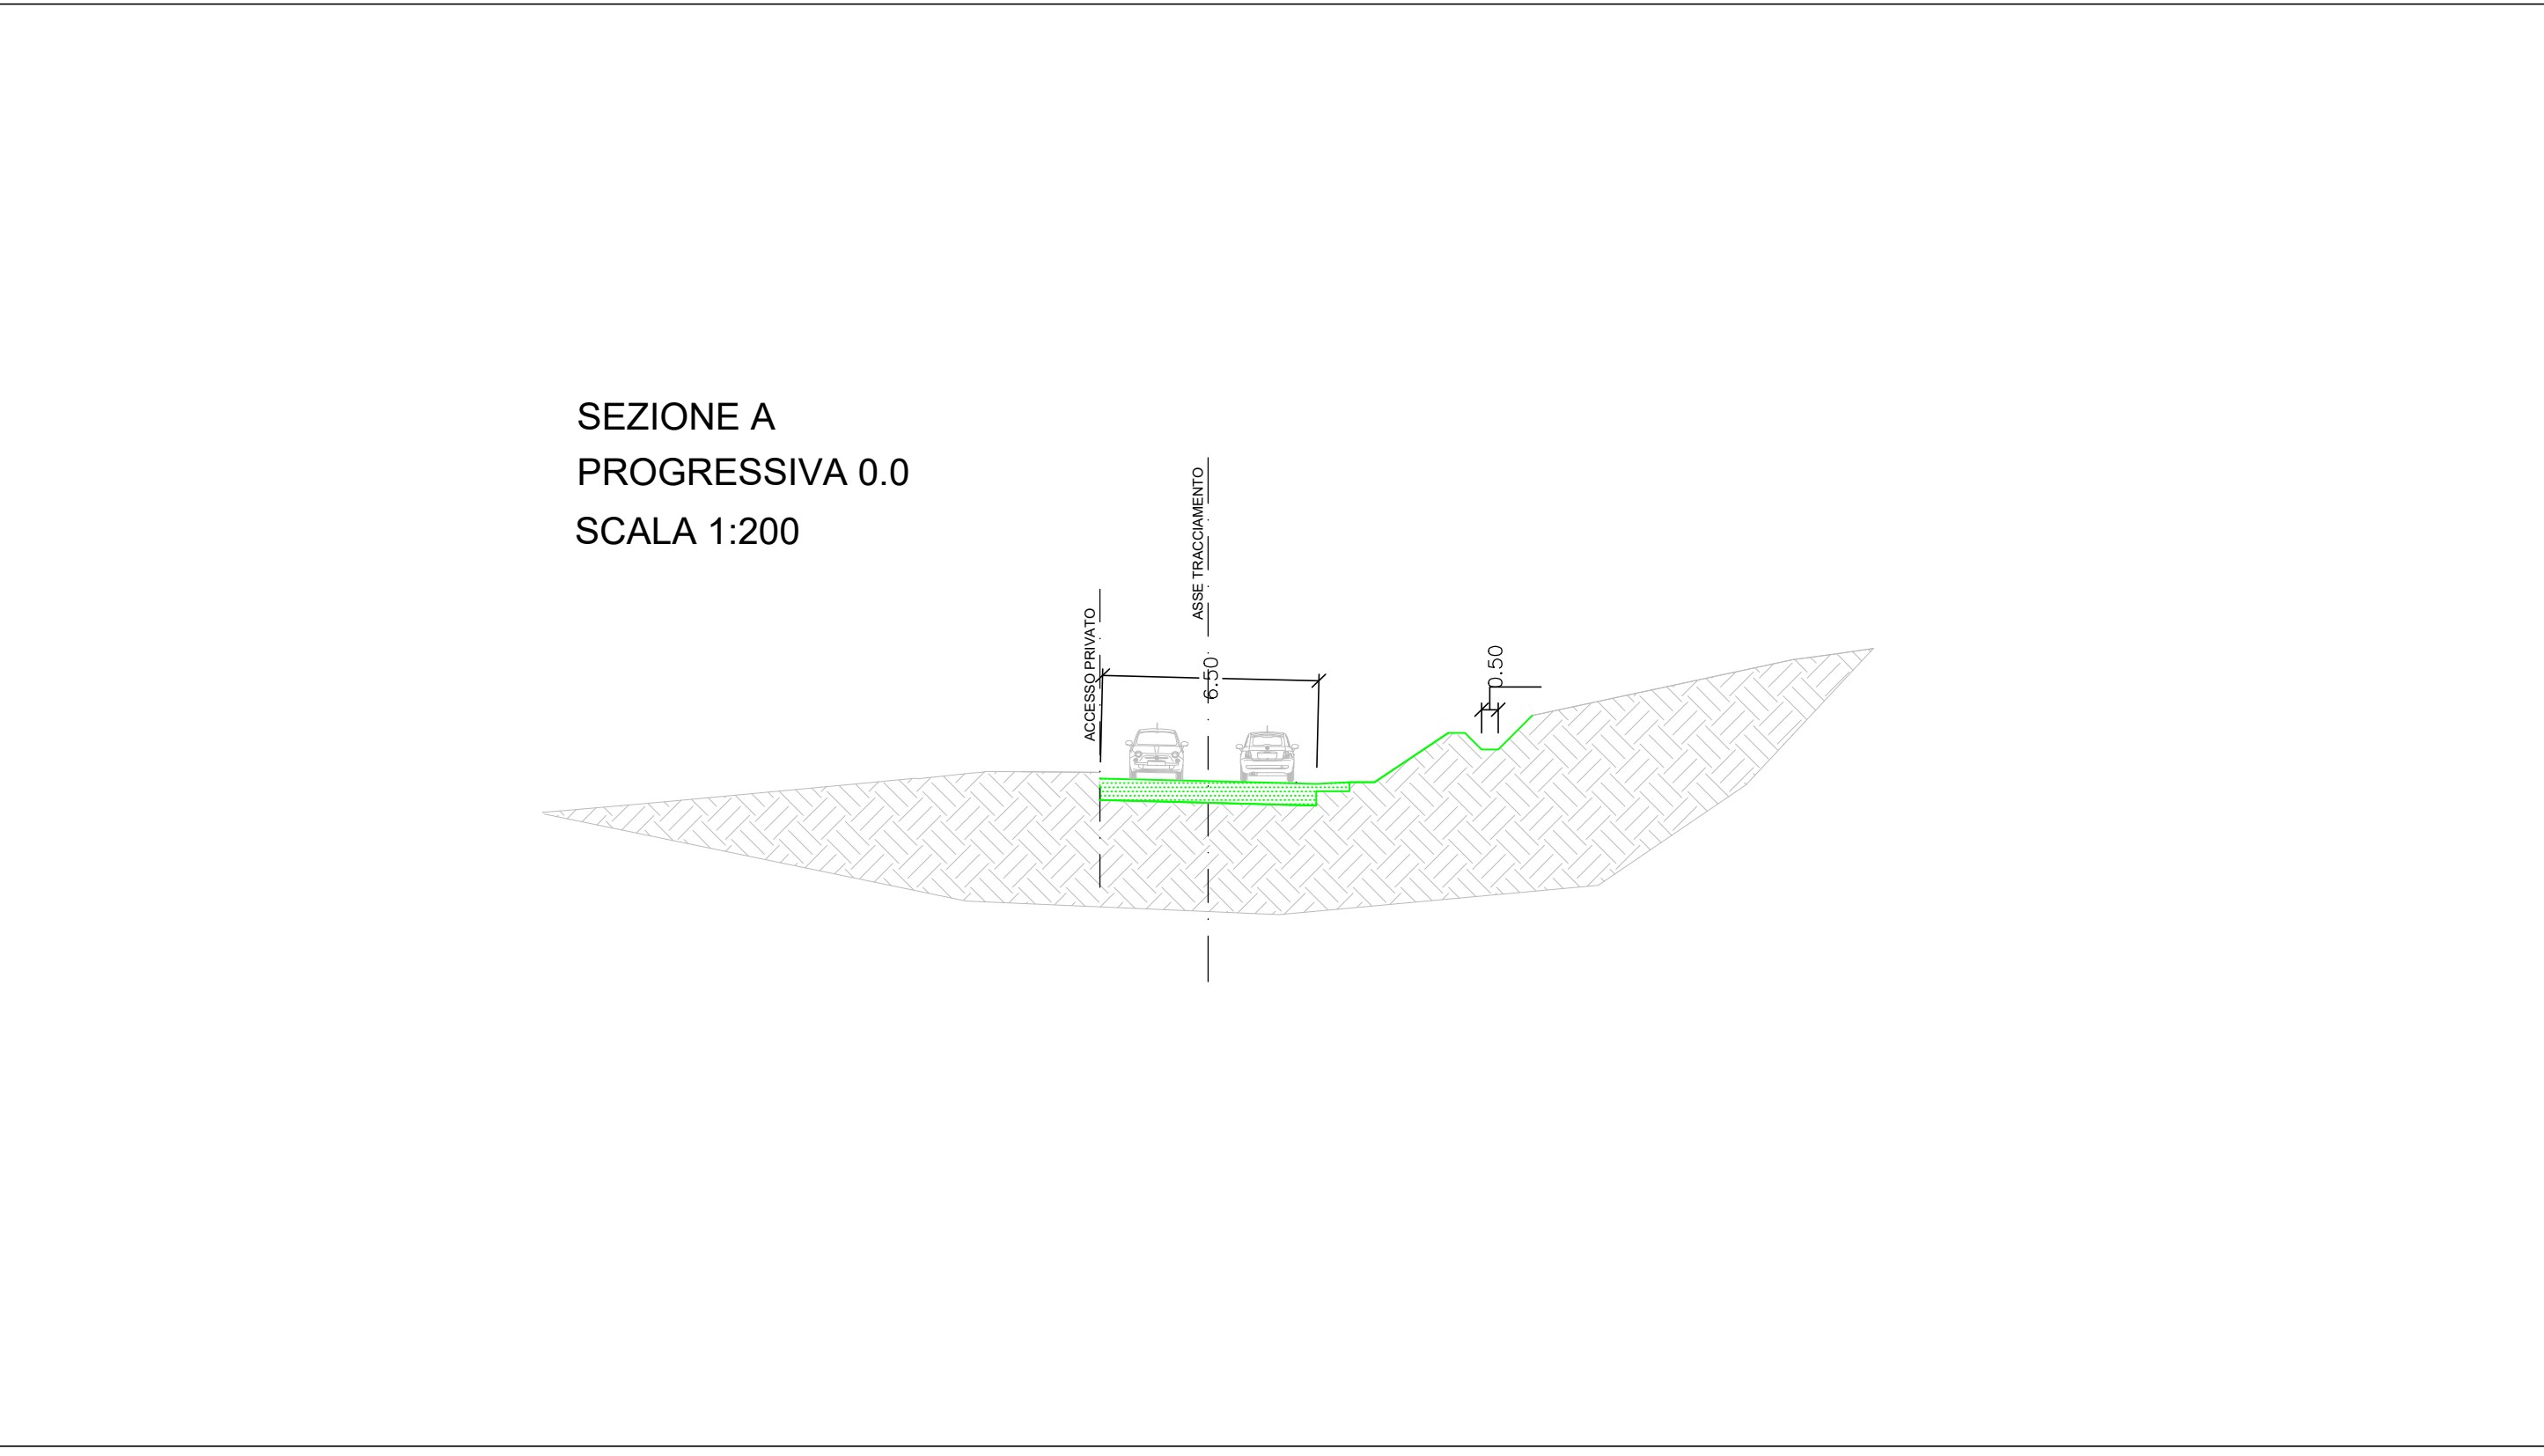 SEZIONE A
PROGRESSIVA 0.0
SCALA 1:200
ASSE TRACCIAMENTO
ACCESSO PRIVATO
6.50
0.50